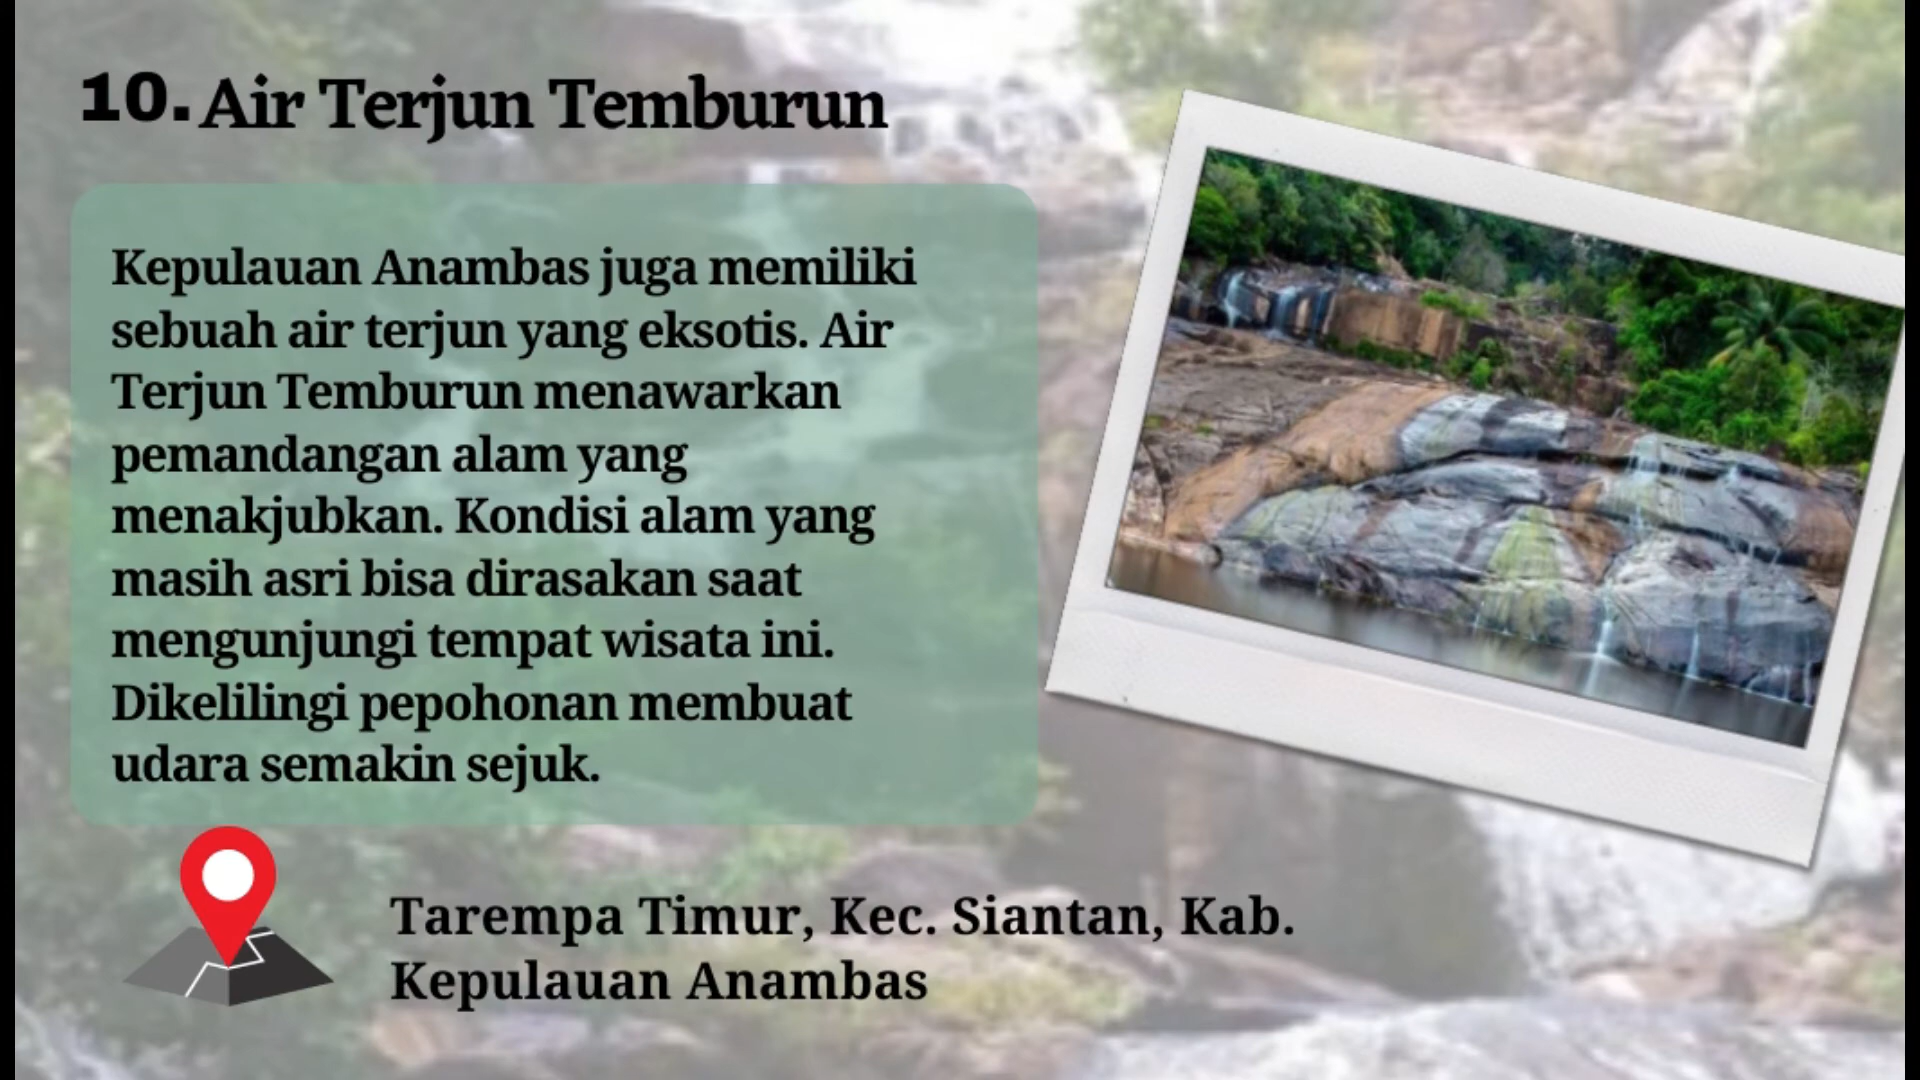 10. Air Terjun Temburun
Kepulauan Anambas juga memiliki
sebuah air terjun yang eksotis. Air
Terjun Temburun menawarkan
pemandangan alam yang
menakjubkan. Kondisi alam yang
masih asri bisa dirasakan saat
mengunjungi tempat wisata ini.
Dikelilingi pepohonan membuat
udara semakin sejuk.
Tarempa Timur, Kec. Siantan, Kab.
Kepulauan Anambas